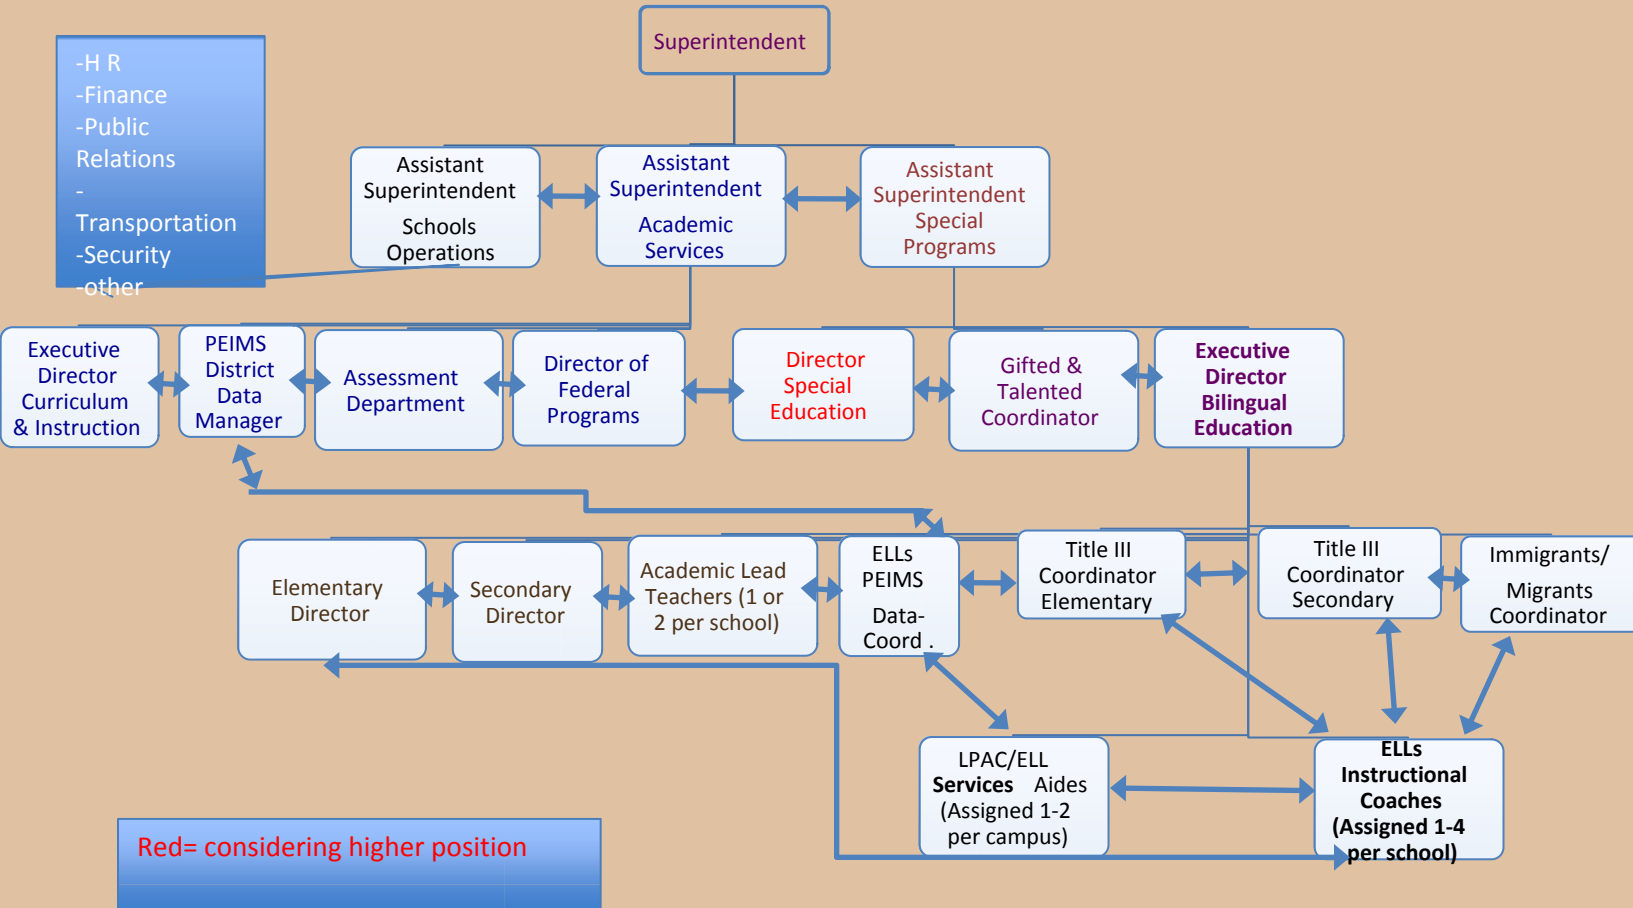 Superintendent
-H R
-Finance
-Public
Relations
-
Transportation
-Security
-other
Assistant
Superintendent
Schools
Operations
Assistant
Superintendent
Academic
Services
Assistant
Superintendent
Special
Programs
Executive
Director
Curriculum
& Instruction
PEIMS
District
Data
Manager
Assessment
Department
Director of
Federal
Programs
Director
Special
Education
Gifted &
Talented
Coordinator
Executive
Director
Bilingual
Education
Elementary
Director
Secondary
Director
Academic Lead
Teachers (1 or
2 per school)
ELLs
PEIMS
Data-
Coord .
Title III
Coordinator
Elementary
Title III
Coordinator
Secondary
Immigrants/
Migrants
Coordinator
LPAC/ELL
Services Aides
(Assigned 1-2
per campus)
ELLs
Instructional
Coaches
(Assigned 1-4
per school)
Red= considering higher position